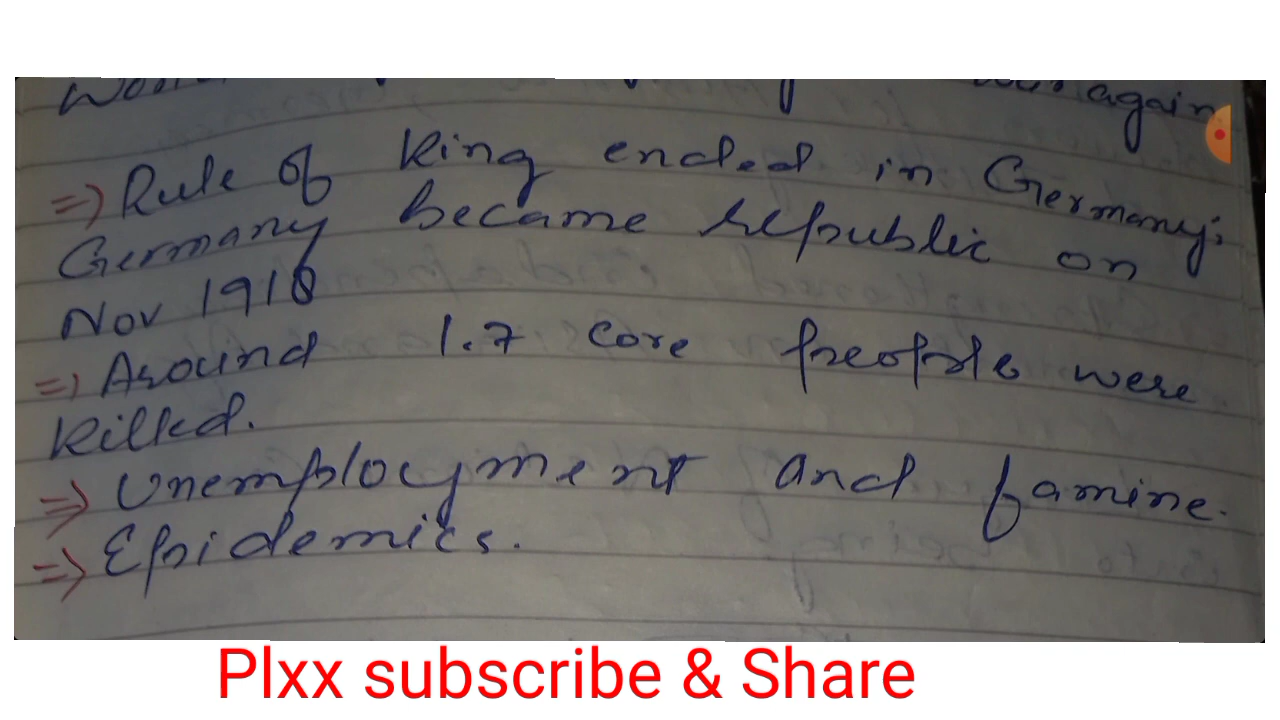 again
=> Rule of King ended in Germany;
Germany became republic on
Nov 1918
=> Around 1.7 core people were
killed.
=> Unemployment and famine.
=> Epidemics.
Plxx subscribe & Share